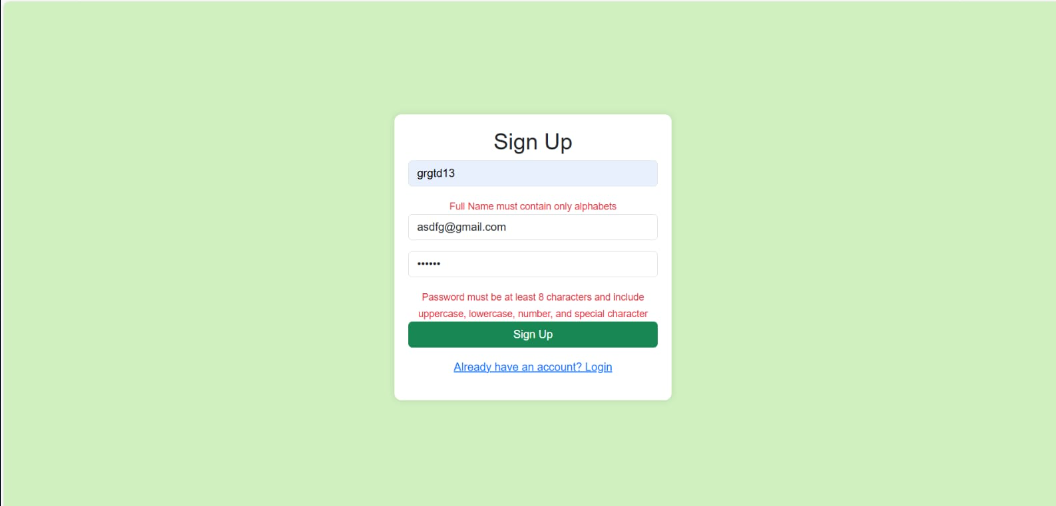 Sign Up
grgtd13
Full Name must contain only alphabets
asdfg@gmail.com
••••••
Password must be at least 8 characters and include
uppercase, lowercase, number, and special character
Sign Up
Already have an account? Login